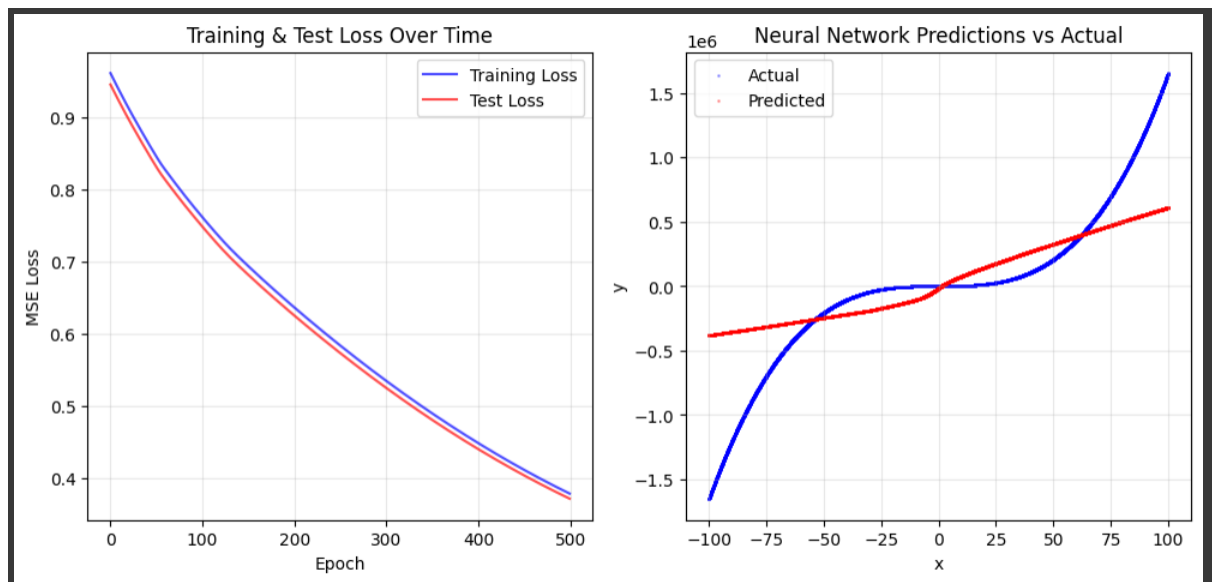 Training & Test Loss Over Time
Training Loss
Test Loss
0.9
0.8
0.7
0.6
0.5
0.4
MSE Loss
0 100 200 300 400 500
Epoch
Neural Network Predictions vs Actual
1e6
Actual
Predicted
1.5
1.0
0.5
0.0
−0.5
−1.0
−1.5
y
−100 −75 −50 −25 0 25 50 75 100
x